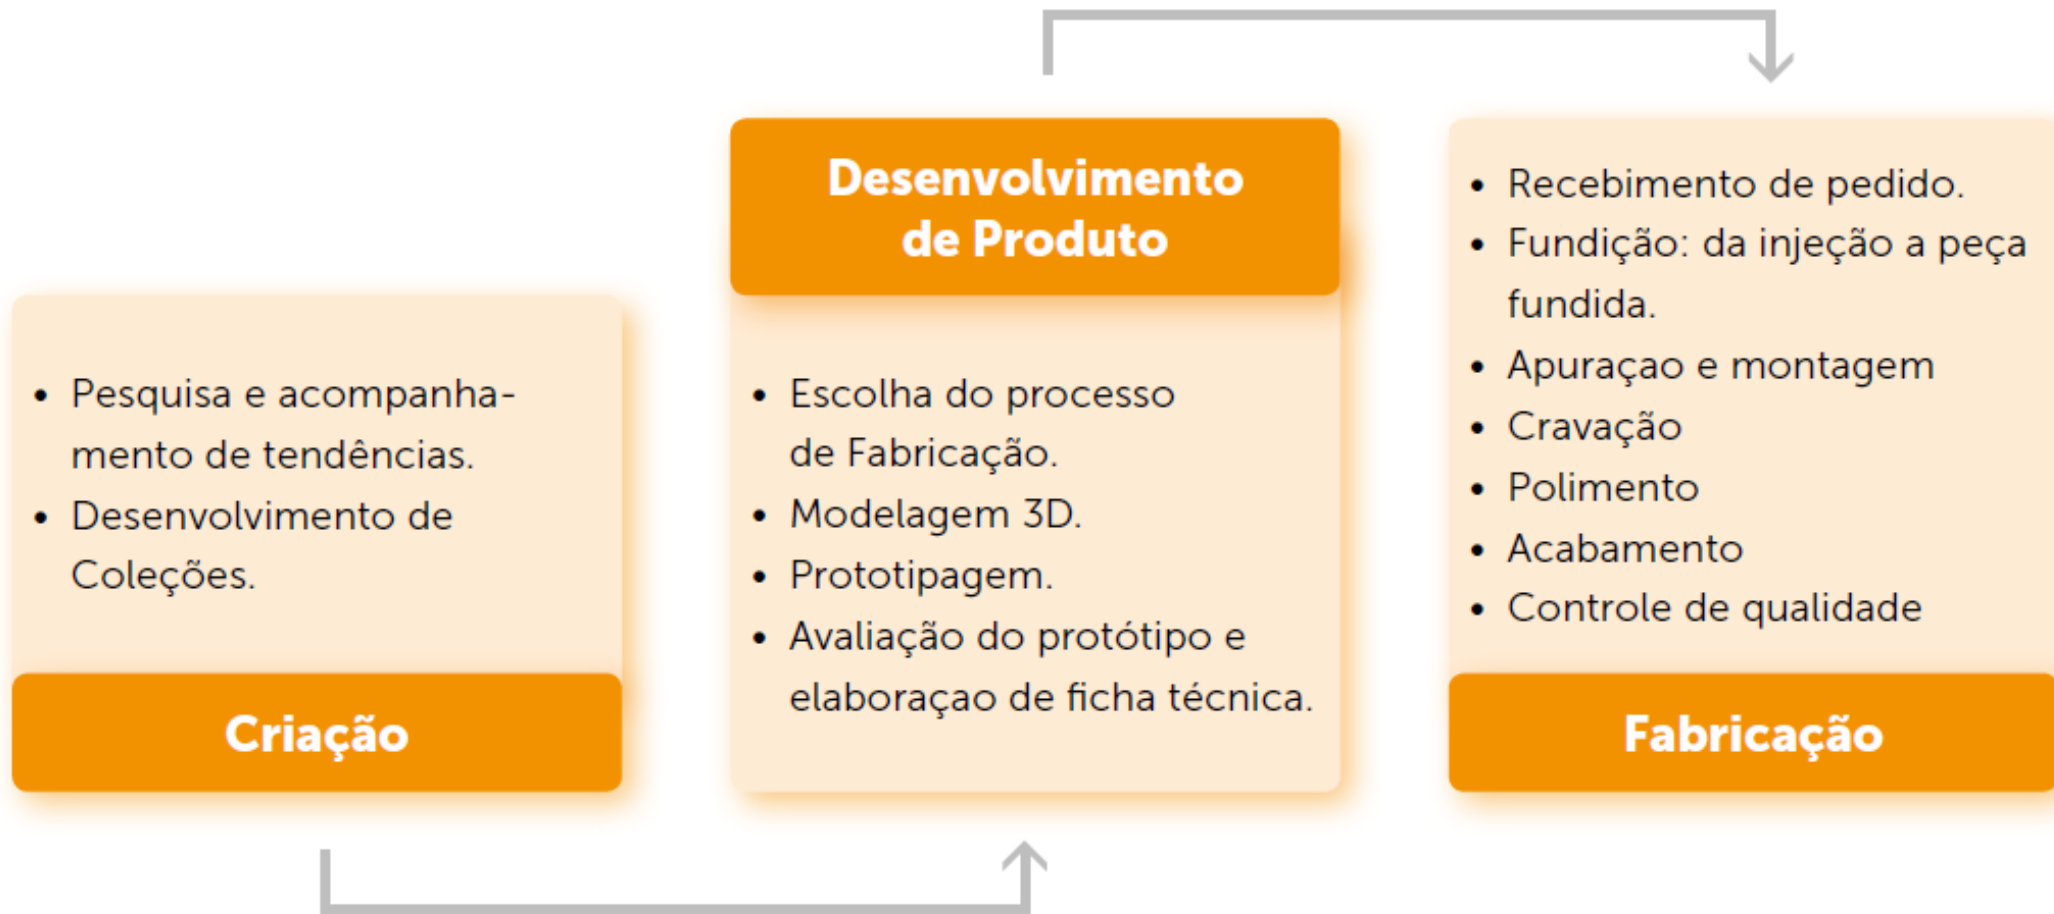 • Pesquisa e acompanha-
mento de tendências.
• Desenvolvimento de
Coleções.
Criação
Desenvolvimento
de Produto
• Escolha do processo
de Fabricação.
• Modelagem 3D.
• Prototipagem.
• Avaliação do protótipo e
elaboraçao de ficha técnica.
• Recebimento de pedido.
• Fundição: da injeção a peça
fundida.
• Apuraçao e montagem
• Cravação
• Polimento
• Acabamento
• Controle de qualidade
Fabricação